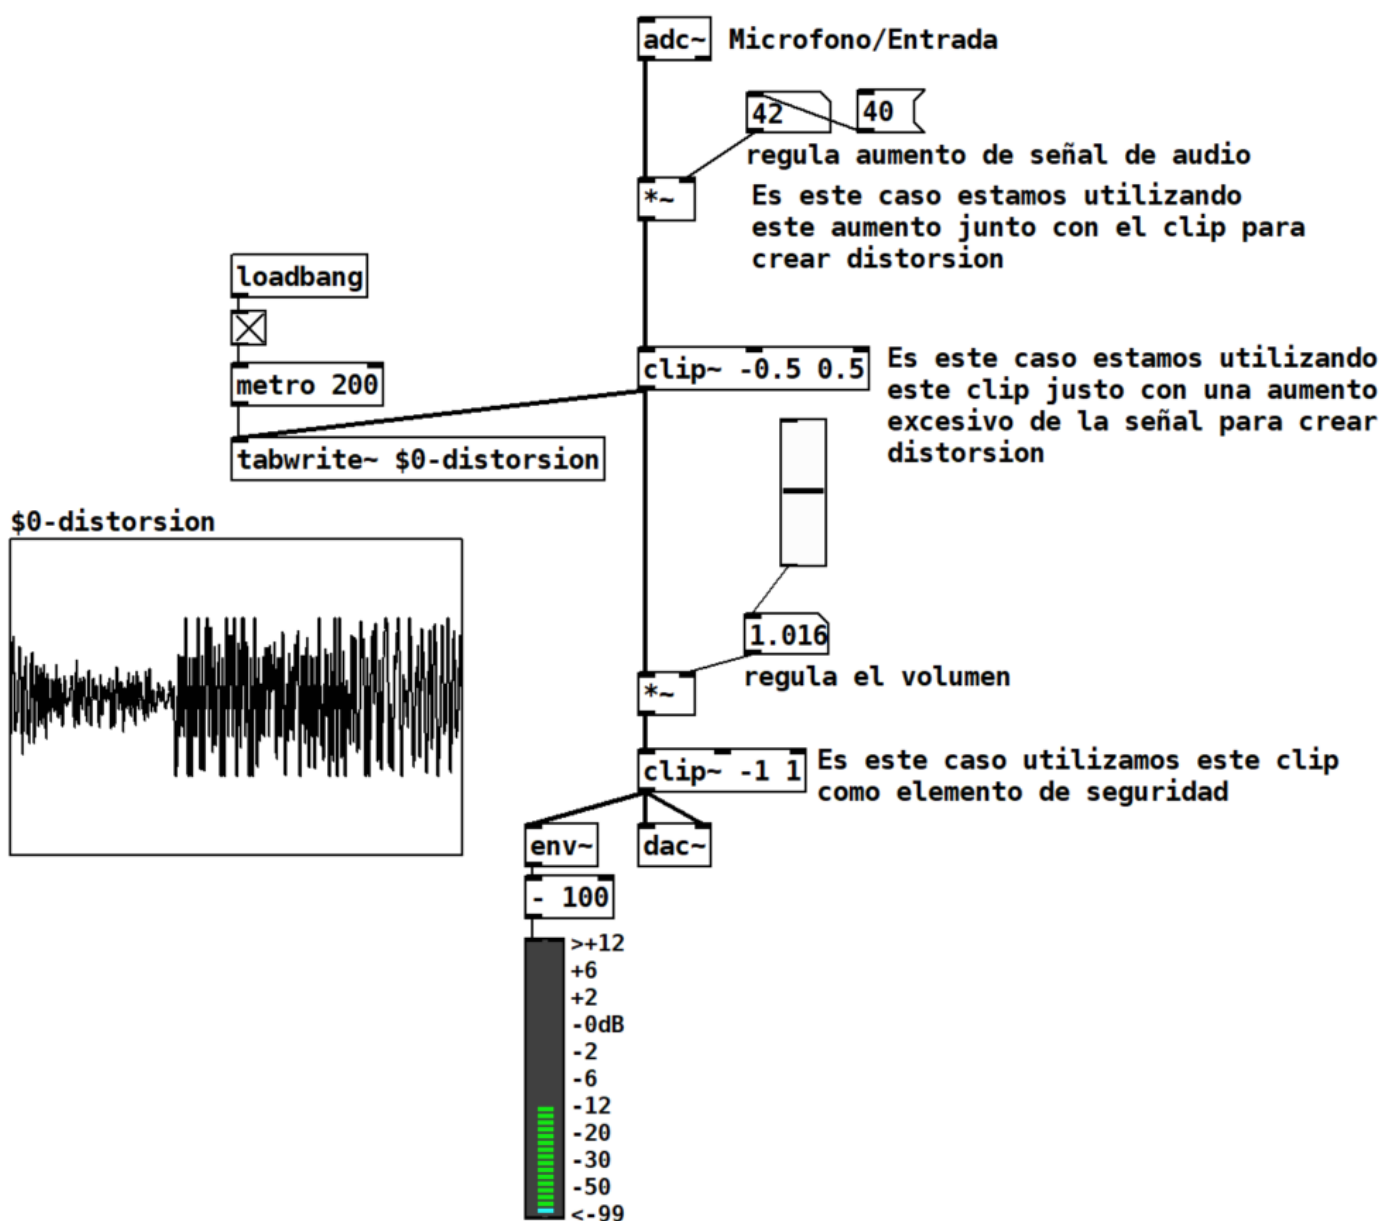 adc~ Microfono/Entrada
42 40
regula aumento de señal de audio
*~
Es este caso estamos utilizando
este aumento junto con el clip para
crear distorsion
loadbang
metro 200
tabwrite~ $0-distorsion
clip~ -0.5 0.5
Es este caso estamos utilizando
este clip justo con una aumento
excesivo de la señal para crear
distorsion
$0-distorsion
1.016
regula el volumen
*~
clip~ -1 1
Es este caso utilizamos este clip
como elemento de seguridad
env~ dac~
- 100
>+12
+6
+2
-0dB
-2
-6
-12
-20
-30
-50
<-99